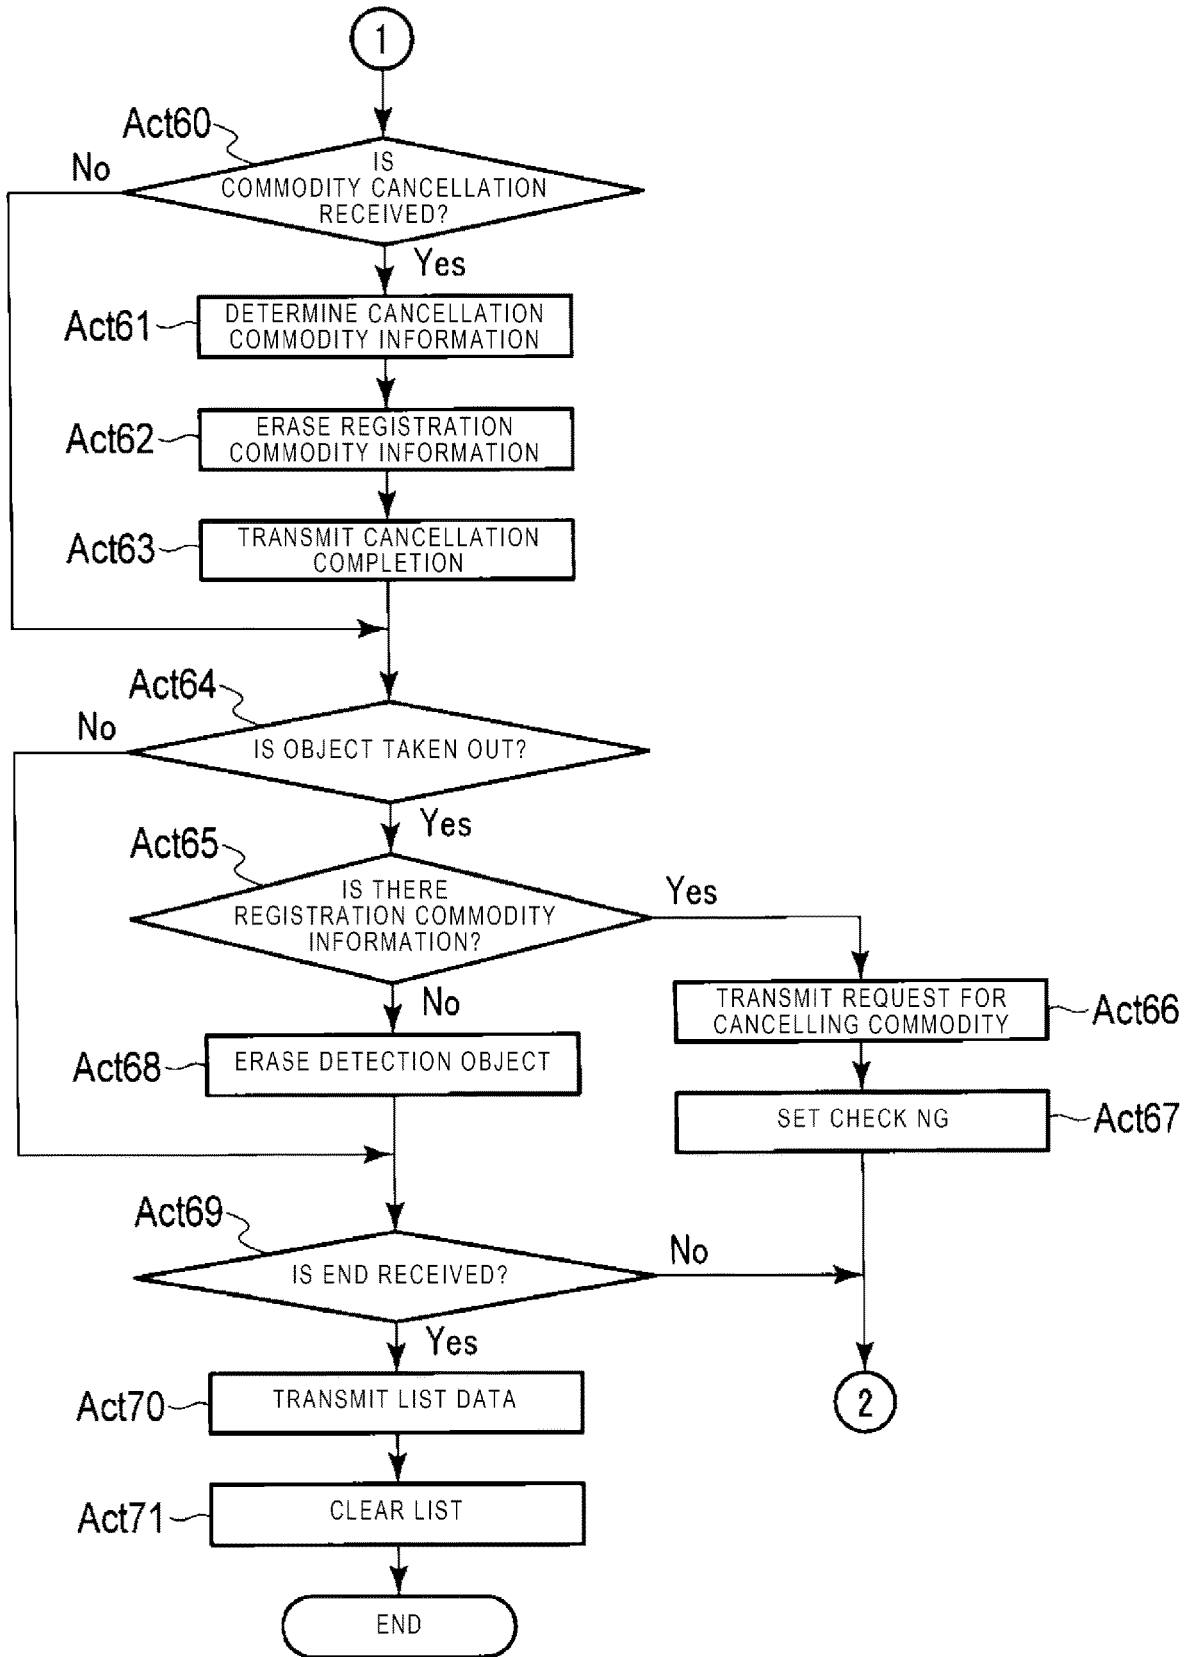 1
Act60
No
IS
COMMODITY CANCELLATION
RECEIVED?
Yes
Act61
DETERMINE CANCELLATION
COMMODITY INFORMATION
Act62
ERASE REGISTRATION
COMMODITY INFORMATION
Act63
TRANSMIT CANCELLATION
COMPLETION
Act64
No
IS OBJECT TAKEN OUT?
Yes
Act65
IS THERE
REGISTRATION COMMODITY
INFORMATION?
Yes
No
TRANSMIT REQUEST FOR
CANCELLING COMMODITY
Act66
Act68
ERASE DETECTION OBJECT
SET CHECK NG
Act67
Act69
IS END RECEIVED?
No
Yes
Act70
TRANSMIT LIST DATA
2
Act71
CLEAR LIST
END